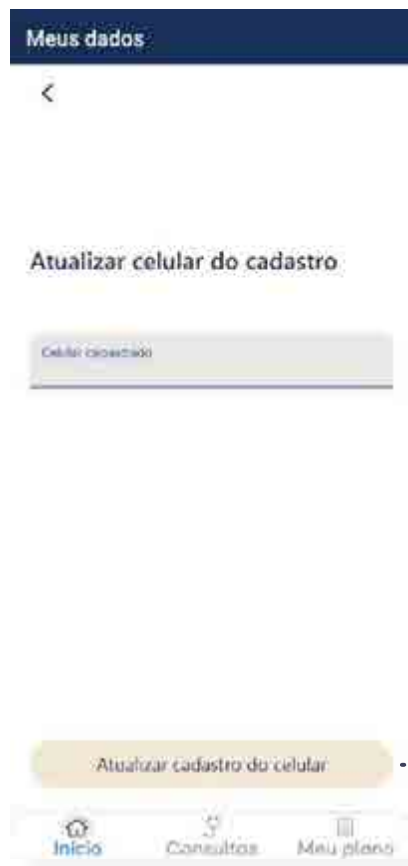 Meus dados
Atualizar celular do cadastro
Celular cadastrado
Atualizar cadastro do celular
Início
Consultas
Meu plano